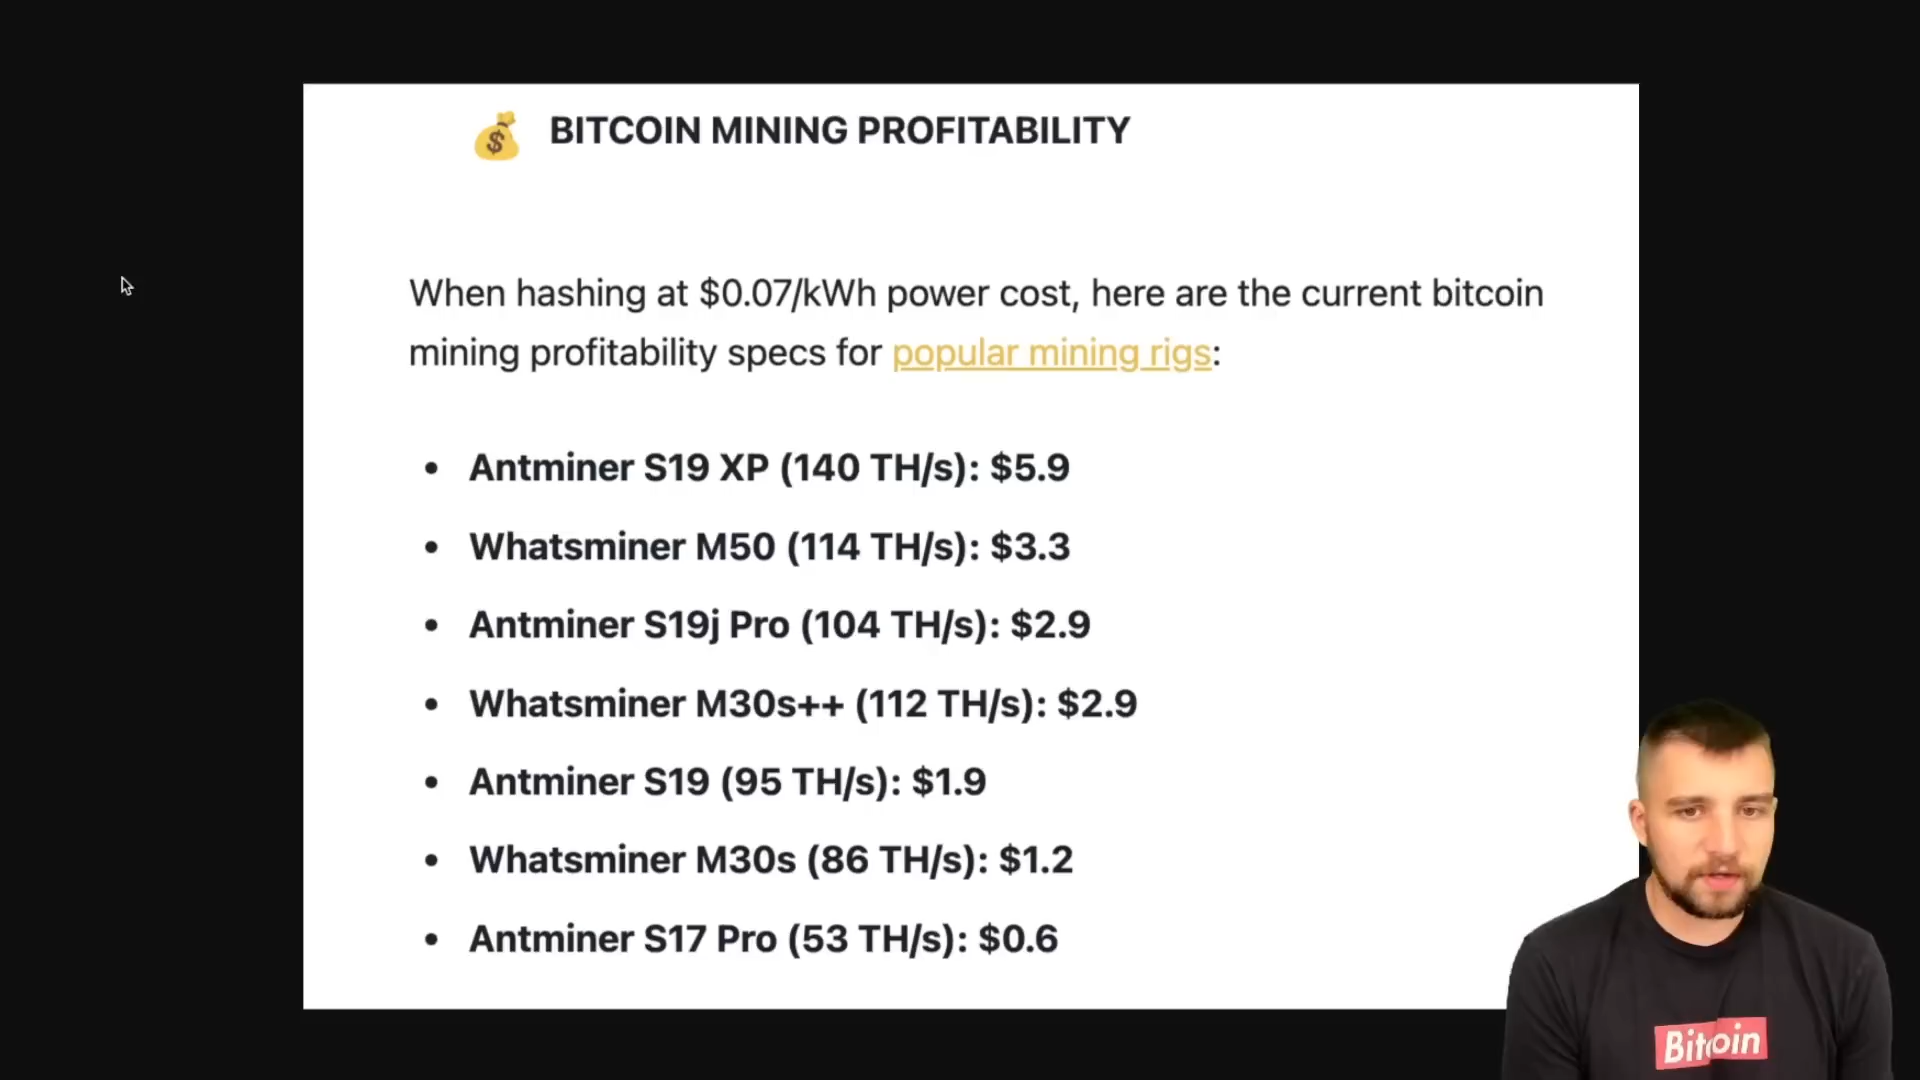 BITCOIN MINING PROFITABILITY
When hashing at $0.07/kWh power cost, here are the current bitcoin
mining profitability specs for popular mining rigs:
• Antminer S19 XP (140 TH/s): $5.9
• Whatsminer M50 (114 TH/s): $3.3
• Antminer S19j Pro (104 TH/s): $2.9
• Whatsminer M30s++ (112 TH/s): $2.9
• Antminer S19 (95 TH/s): $1.9
• Whatsminer M30s (86 TH/s): $1.2
• Antminer S17 Pro (53 TH/s): $0.6
Bitcoin